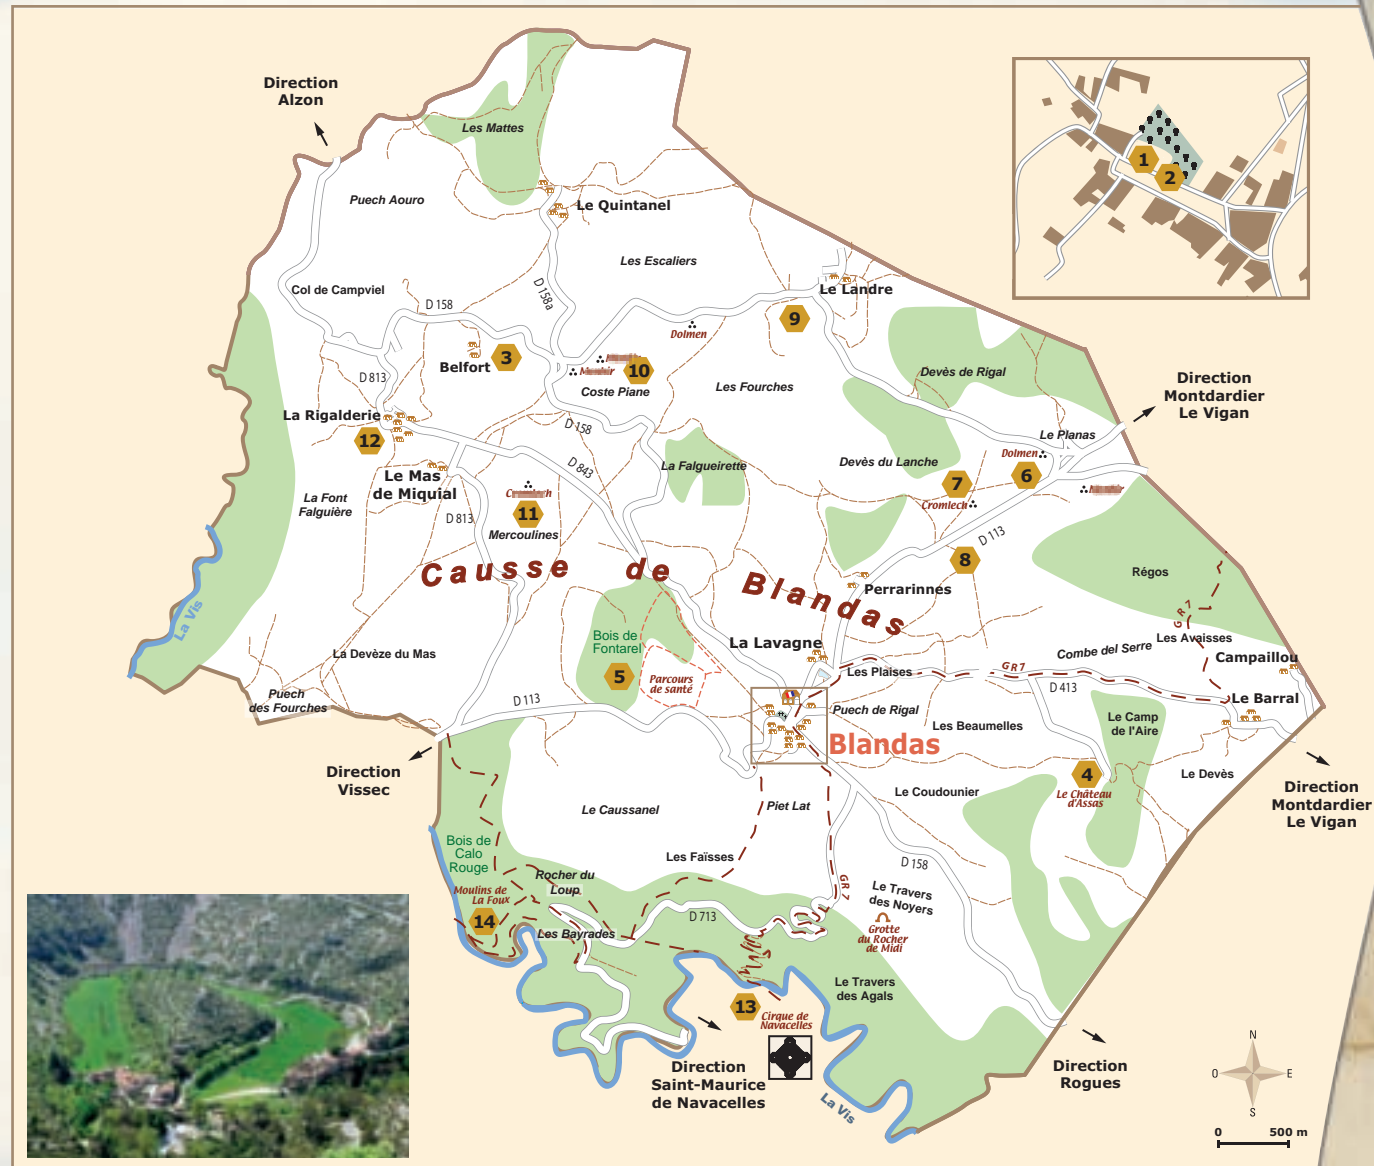 Direction
Alzon
Les Mattes
Puech Aouro
Le Quintanel
Les Escaliers
Col de Campviel
D 158
D 158a
Le Landre
9
Dolmen
1
2
Belfort
3
10
Coste Plane
Les Fourches
D 813
La Rigalderie
12
D 158
Devès de Rigal
Direction
Montdardier
Le Vigan
Le Planas
Dolmen
6
Devès du Lanche
7
Cromlech
La Falgueirette
D 843
Le Mas
de Miquial
La Font
Falguière
D 813
11
Mercoulines
D 113
8
Causse de Blandas
Perrarinnes
Régos
GR 7
La Vis
Bois de
Fontarel
5
Parcours
de santé
La Lavagne
Les Plaises
GR7
Combe del Serre
Les Avaisses
Campaillou
La Devèze du Mas
Puech
des Fourches
D 113
D 413
Le Barral
Puech de Rigal
Les Beaumelles
Le Camp
de l'Aire
Blandas
Direction
Vissec
4
Le Château
d'Assas
Le Devès
Direction
Montdardier
Le Vigan
Le Coudounier
Le Caussanel
Piet Lat
Bois de
Calo
Rouge
Les Faïsses
D 158
Rocher du
Loup
GR 7
Le Travers
des Noyers
Moulins de
La Foux
14
Les Bayrades
D 713
Grotte
du Rocher
de Midi
Le Travers
des Agals
13
Cirque de
Navacelles
Direction
Saint-Maurice
de Navacelles
La Vis
Direction
Rogues
N
O
E
S
0 500 m